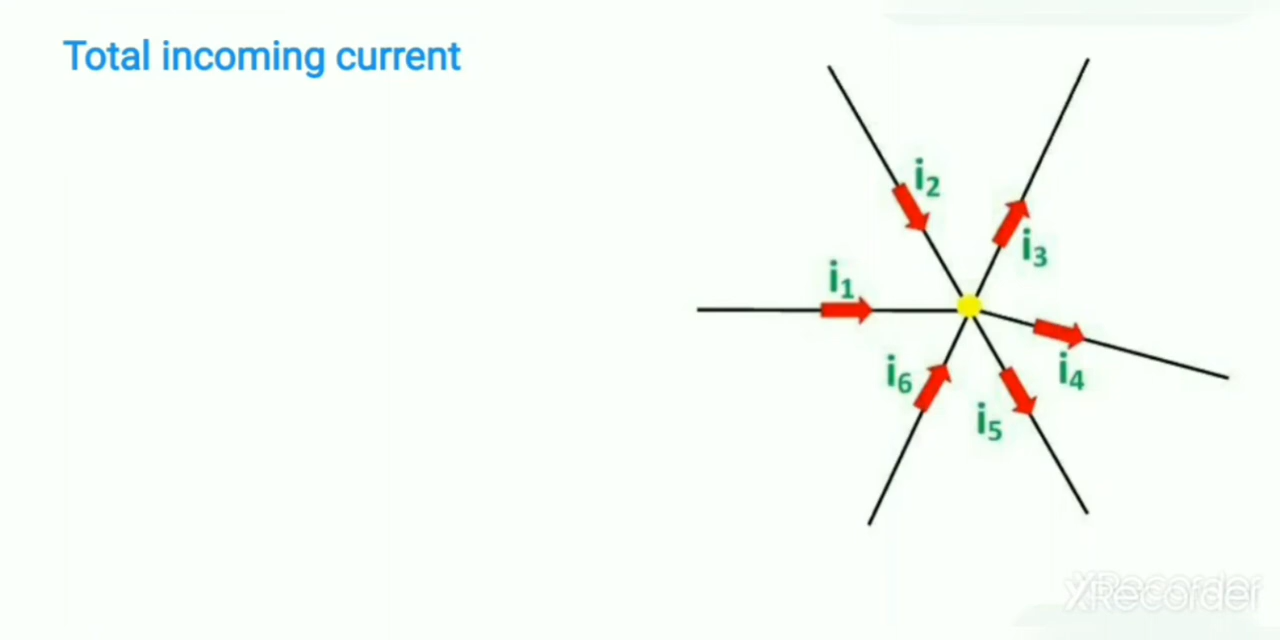 Total incoming current
i2
i3
i1
i4
i6
i5
XRecorder